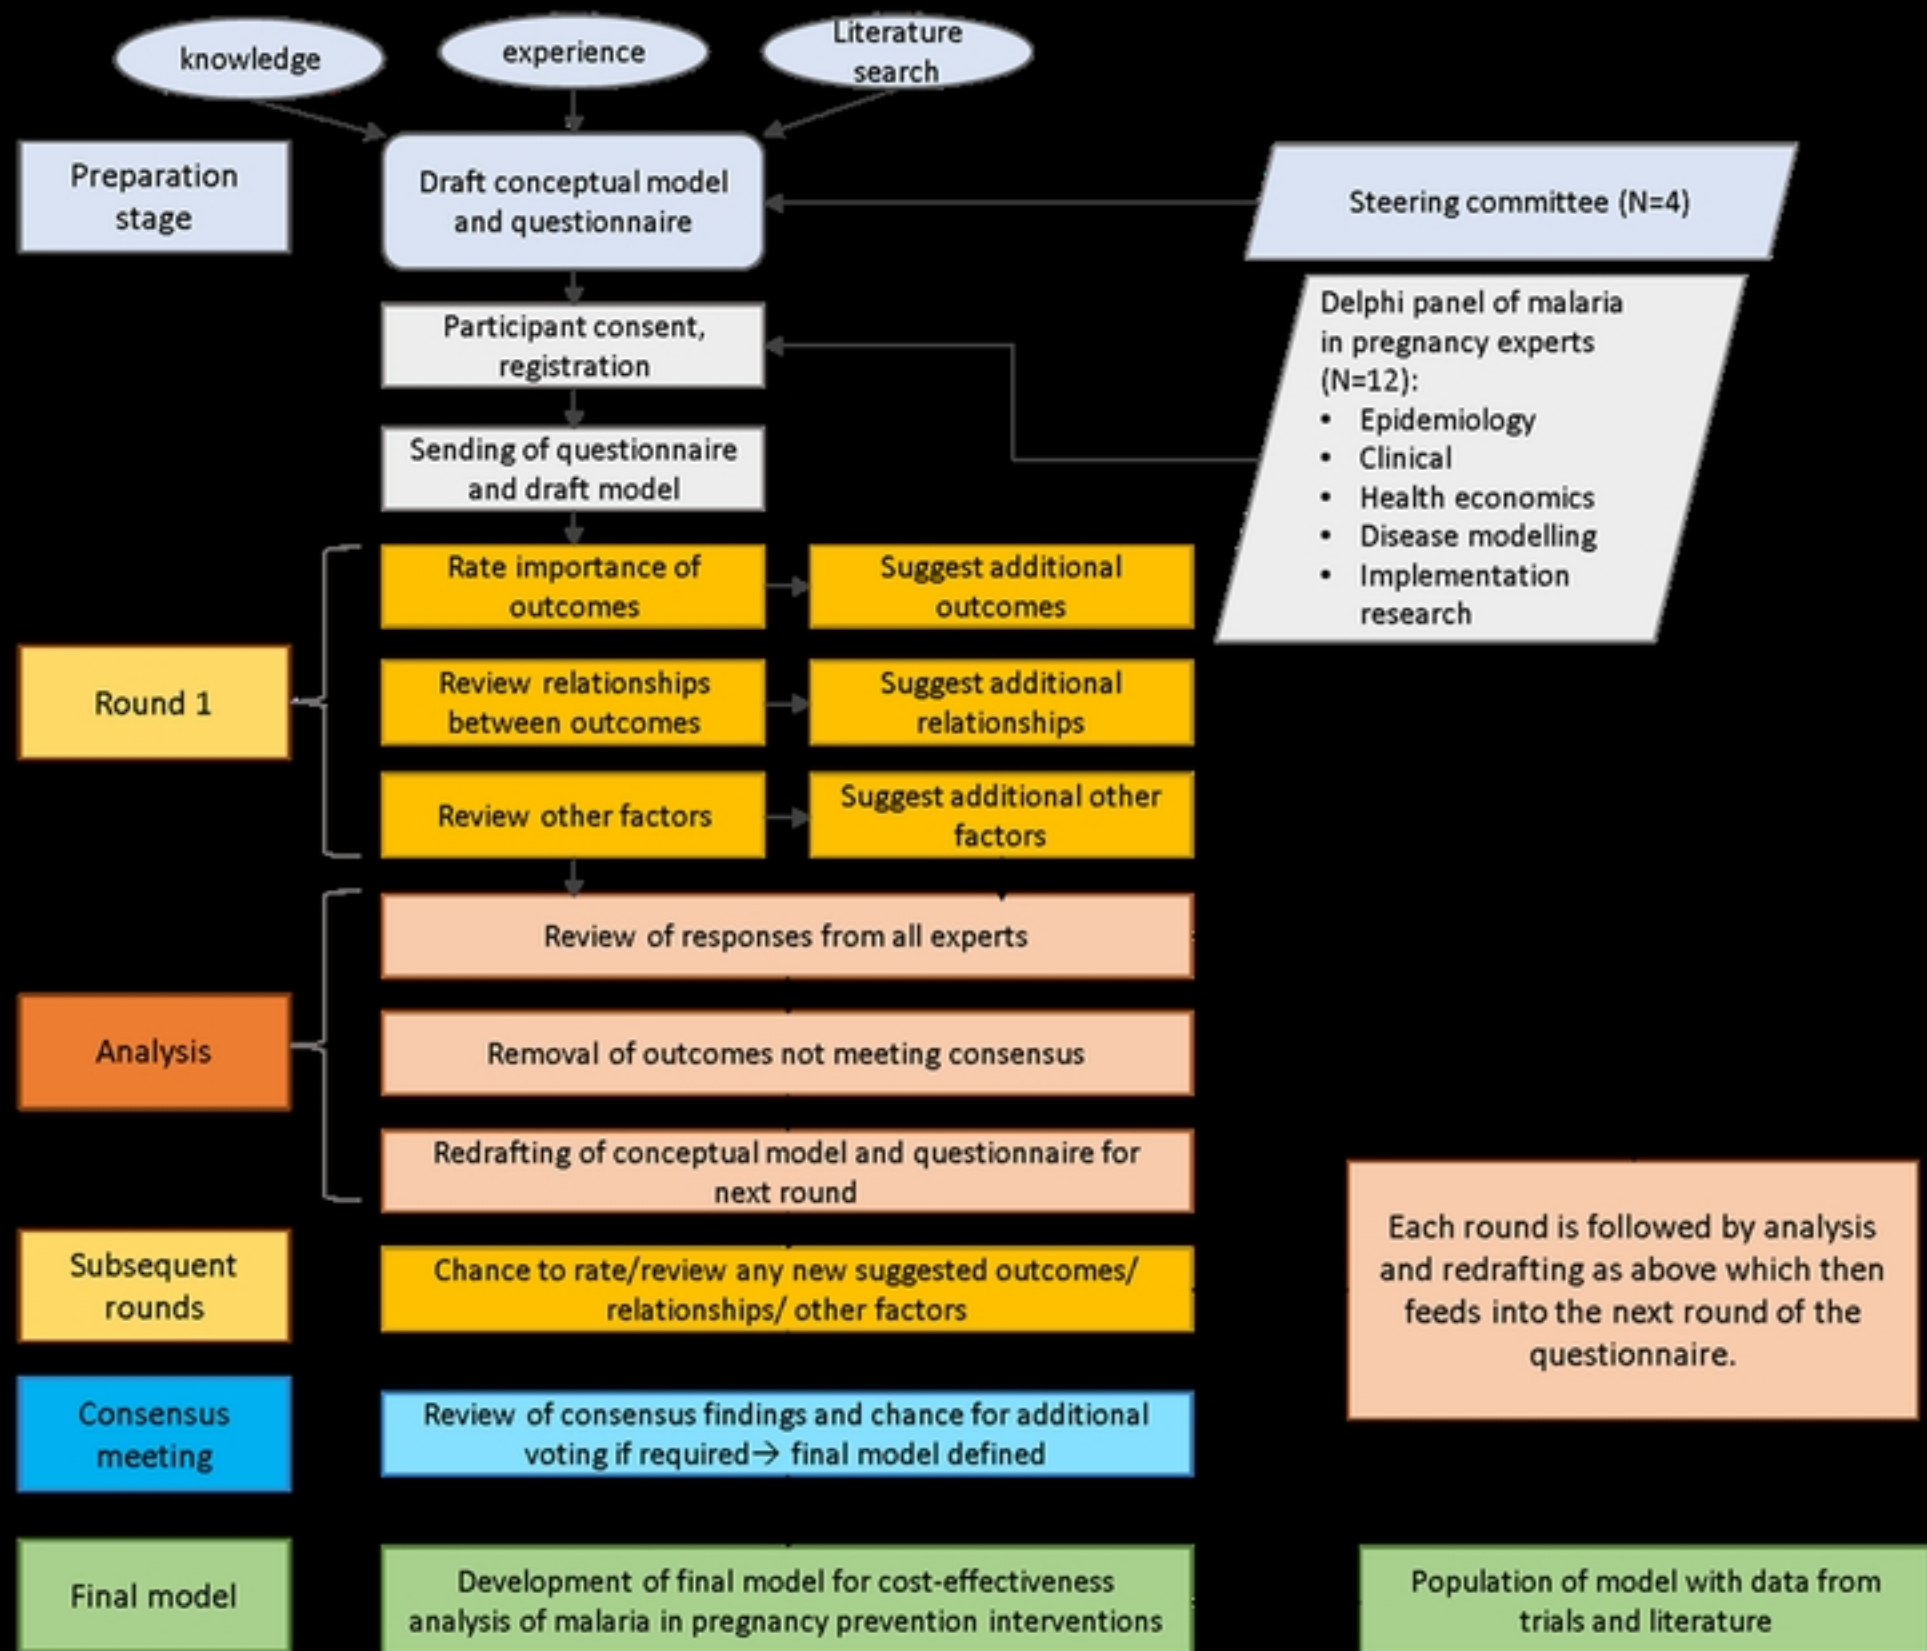 knowledge
experience
Literature
search
Preparation
stage
Draft conceptual model
and questionnaire
Steering committee (N=4)
Participant consent,
registration
Delphi panel of malaria
in pregnancy experts
(N=12):
• Epidemiology
• Clinical
• Health economics
• Disease modelling
• Implementation
research
Sending of questionnaire
and draft model
Round 1
Rate importance of
outcomes
Suggest additional
outcomes
Review relationships
between outcomes
Suggest additional
relationships
Review other factors
Suggest additional other
factors
Analysis
Review of responses from all experts
Removal of outcomes not meeting consensus
Redrafting of conceptual model and questionnaire for
next round
Subsequent
rounds
Chance to rate/review any new suggested outcomes/
relationships/ other factors
Each round is followed by analysis
and redrafting as above which then
feeds into the next round of the
questionnaire.
Consensus
meeting
Review of consensus findings and chance for additional
voting if required→ final model defined
Final model
Development of final model for cost-effectiveness
analysis of malaria in pregnancy prevention interventions
Population of model with data from
trials and literature